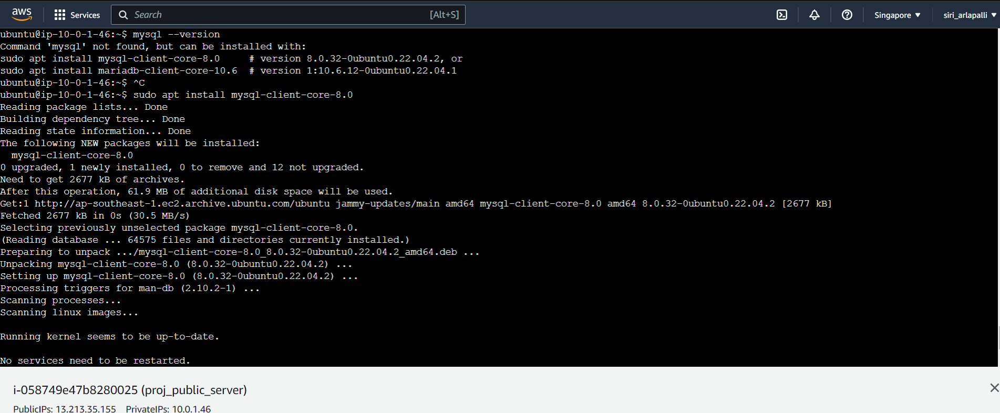 aws Services Search [Alt+S] Singapore ▼ siri_arlapalli ▼
ubuntu@ip-10-0-1-46:~$ mysql --version
Command 'mysql' not found, but can be installed with:
sudo apt install mysql-client-core-8.0     # version 8.0.32-0ubuntu0.22.04.2, or
sudo apt install mariadb-client-core-10.6  # version 1:10.6.12-0ubuntu0.22.04.1
ubuntu@ip-10-0-1-46:~$ ^C
ubuntu@ip-10-0-1-46:~$ sudo apt install mysql-client-core-8.0
Reading package lists... Done
Building dependency tree... Done
Reading state information... Done
The following NEW packages will be installed:
  mysql-client-core-8.0
0 upgraded, 1 newly installed, 0 to remove and 12 not upgraded.
Need to get 2677 kB of archives.
After this operation, 61.9 MB of additional disk space will be used.
Get:1 http://ap-southeast-1.ec2.archive.ubuntu.com/ubuntu jammy-updates/main amd64 mysql-client-core-8.0 amd64 8.0.32-0ubuntu0.22.04.2 [2677 kB]
Fetched 2677 kB in 0s (30.5 MB/s)
Selecting previously unselected package mysql-client-core-8.0.
(Reading database ... 64575 files and directories currently installed.)
Preparing to unpack .../mysql-client-core-8.0_8.0.32-0ubuntu0.22.04.2_amd64.deb ...
Unpacking mysql-client-core-8.0 (8.0.32-0ubuntu0.22.04.2) ...
Setting up mysql-client-core-8.0 (8.0.32-0ubuntu0.22.04.2) ...
Processing triggers for man-db (2.10.2-1) ...
Scanning processes...
Scanning linux images...
Running kernel seems to be up-to-date.
No services need to be restarted.
i-058749e47b8280025 (proj_public_server)
PublicIPs: 13.213.35.155    PrivateIPs: 10.0.1.46